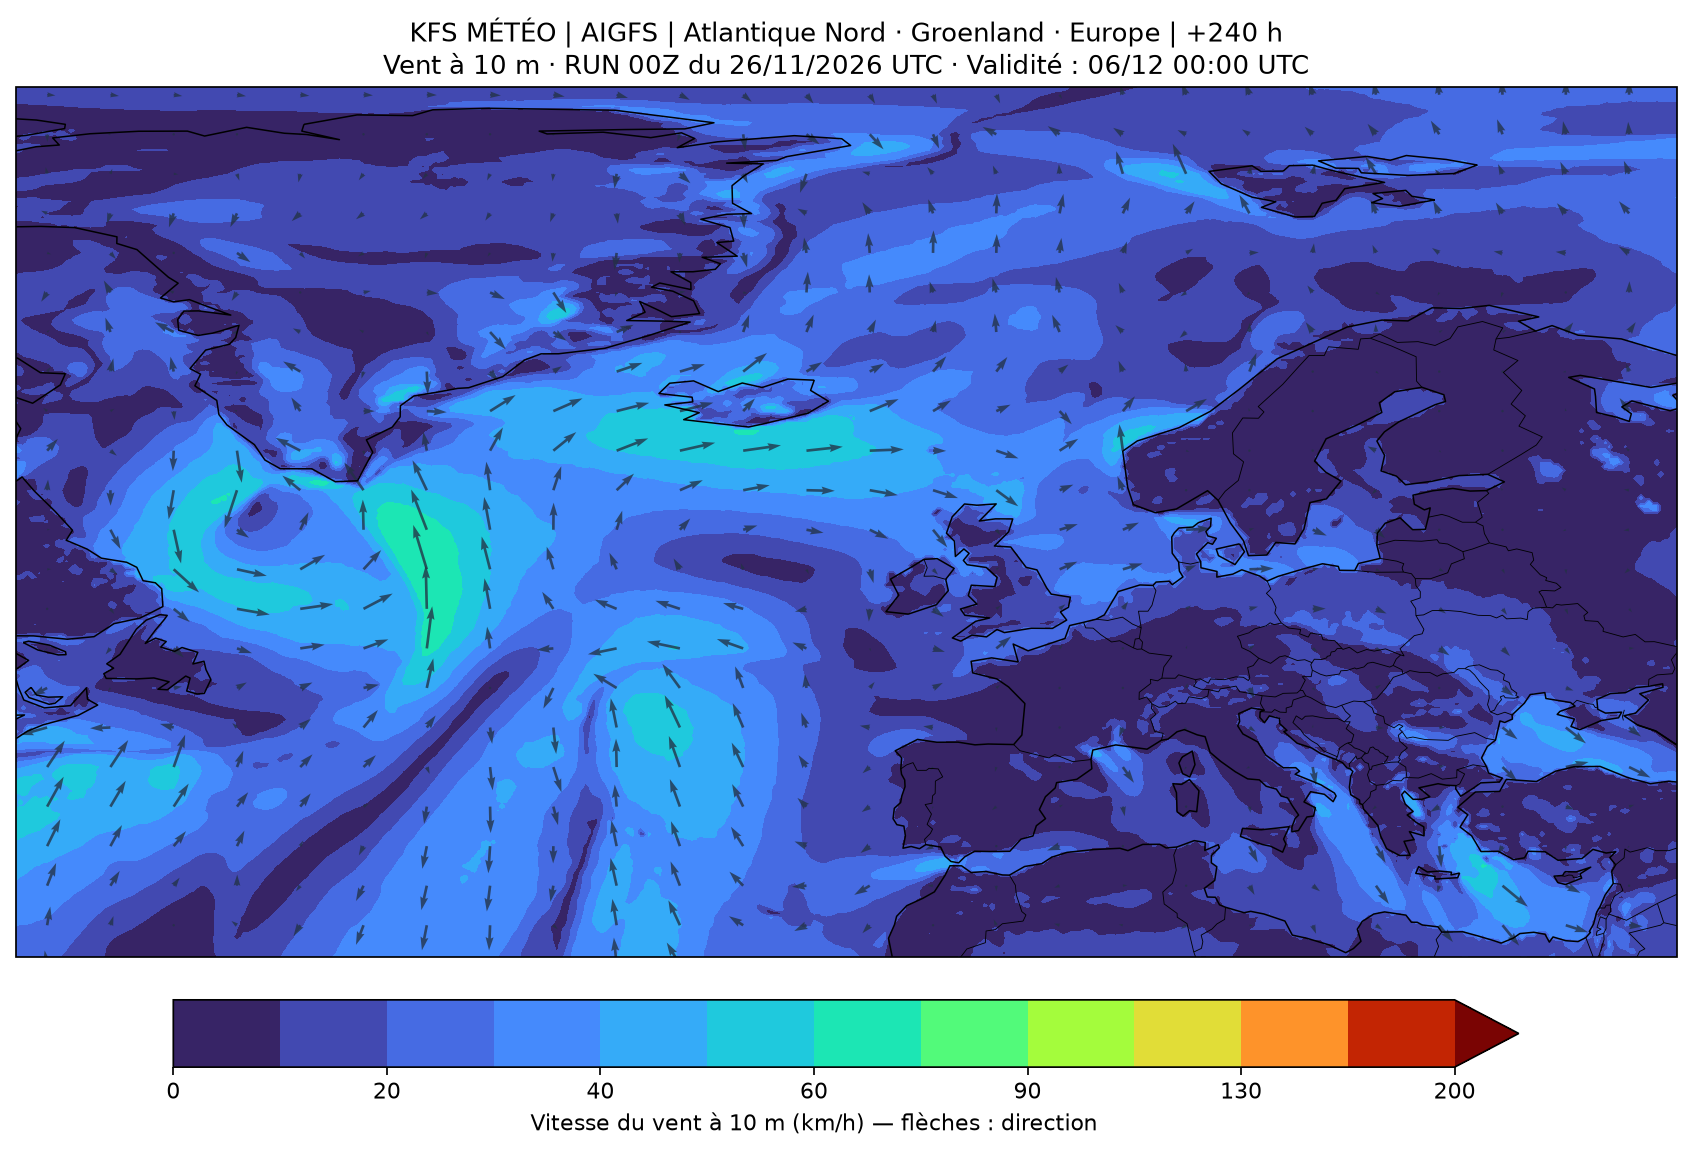 KFS MÉTÉO | AIGFS | Atlantique Nord · Groenland · Europe | +240 h
Vent à 10 m · RUN 00Z du 26/11/2026 UTC · Validité : 06/12 00:00 UTC
0 20 40 60 90 130 200
Vitesse du vent à 10 m (km/h) — flèches : direction